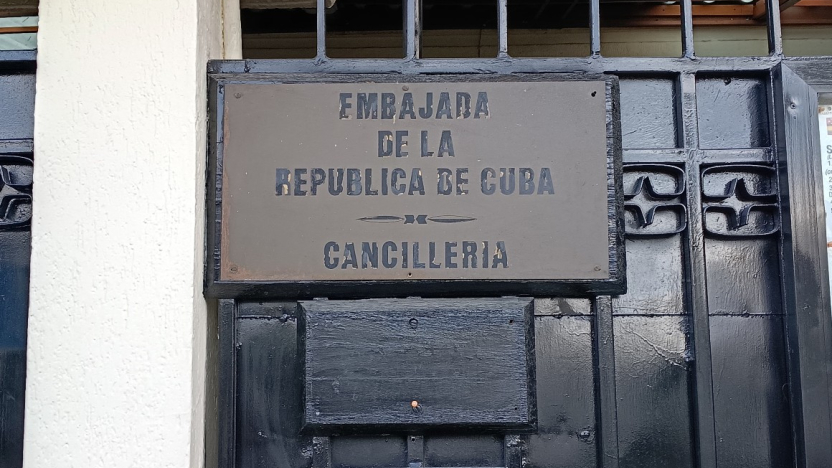 EMBAJADA
DE LA
REPUBLICA DE CUBA
CANCILLERIA